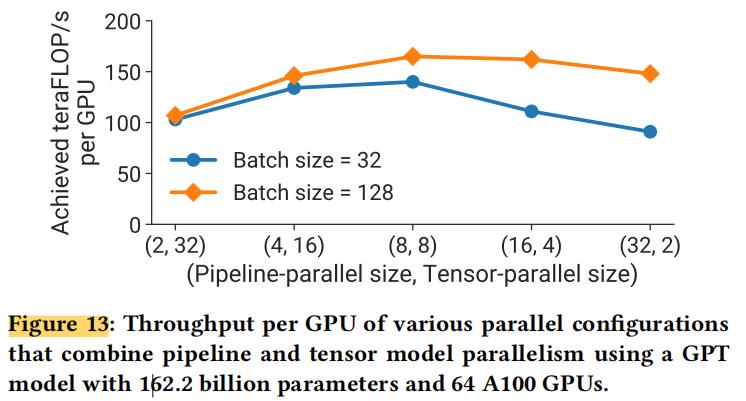 Achieved teraFLOP/s
per GPU
200
150
100
50
0
Batch size = 32
Batch size = 128
(2, 32) (4, 16) (8, 8) (16, 4) (32, 2)
(Pipeline-parallel size, Tensor-parallel size)
Figure 13: Throughput per GPU of various parallel configurations
that combine pipeline and tensor model parallelism using a GPT
model with 162.2 billion parameters and 64 A100 GPUs.